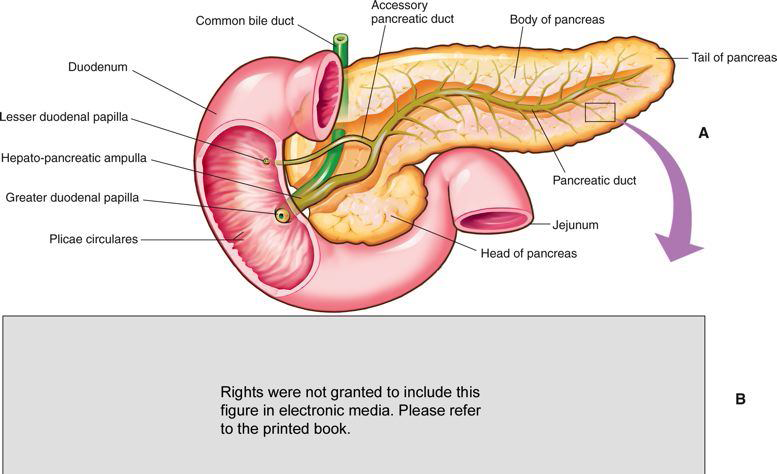 Accessory
pancreatic duct
Common bile duct
Body of pancreas
Tail of pancreas
Duodenum
Lesser duodenal papilla
A
Hepato-pancreatic ampulla
Pancreatic duct
Greater duodenal papilla
Jejunum
Plicae circulares
Head of pancreas
Rights were not granted to include this
figure in electronic media. Please refer
to the printed book.
B